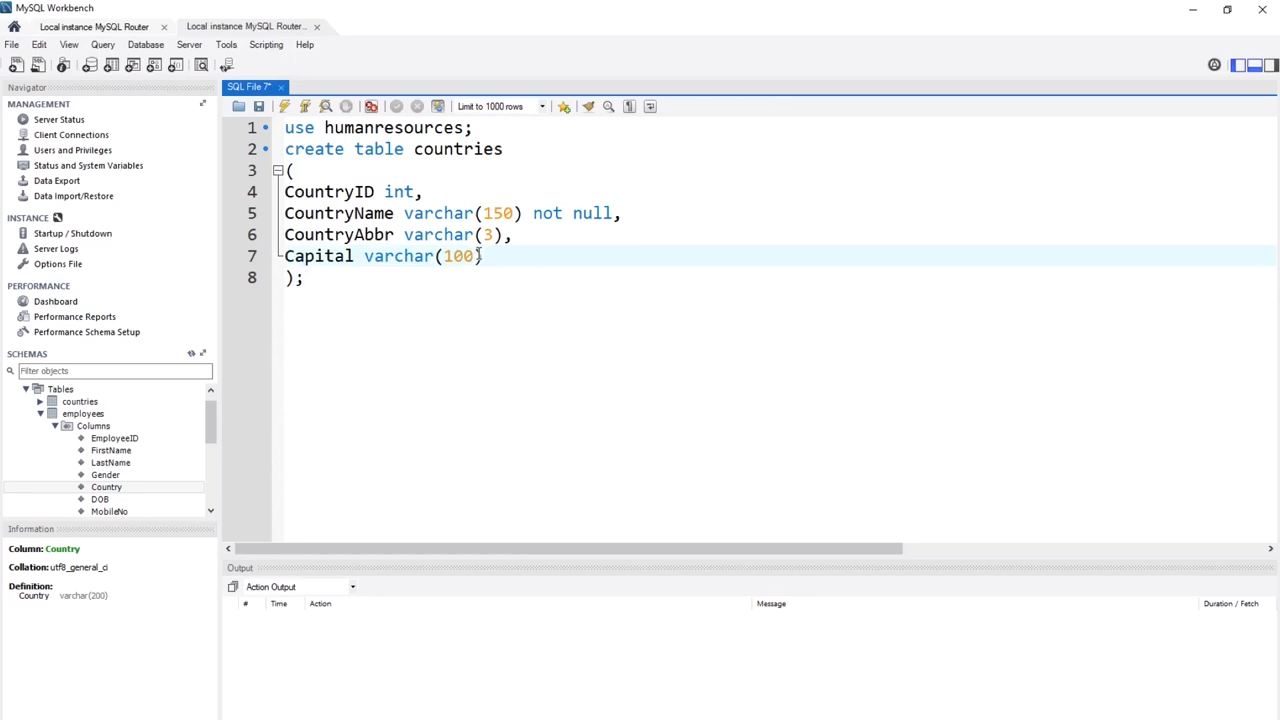 MySQL Workbench
Local instance MySQL Router
Local instance MySQL Router...
File Edit View Query Database Server Tools Scripting Help
Navigator
MANAGEMENT
Server Status
Client Connections
Users and Privileges
Status and System Variables
Data Export
Data Import/Restore
INSTANCE
Startup / Shutdown
Server Logs
Options File
PERFORMANCE
Dashboard
Performance Reports
Performance Schema Setup
SCHEMAS
Filter objects
Tables
countries
employees
Columns
EmployeeID
FirstName
LastName
Gender
Country
DOB
MobileNo
Information
Column: Country
Collation: utf8_general_ci
Definition:
Country varchar(200)
SQL File 7*
Limit to 1000 rows
1 use humanresources;
2 create table countries
3 (
4 CountryID int,
5 CountryName varchar(150) not null,
6 CountryAbbr varchar(3),
7 Capital varchar(100)
8 );
Output
Action Output
# Time Action Message Duration / Fetch